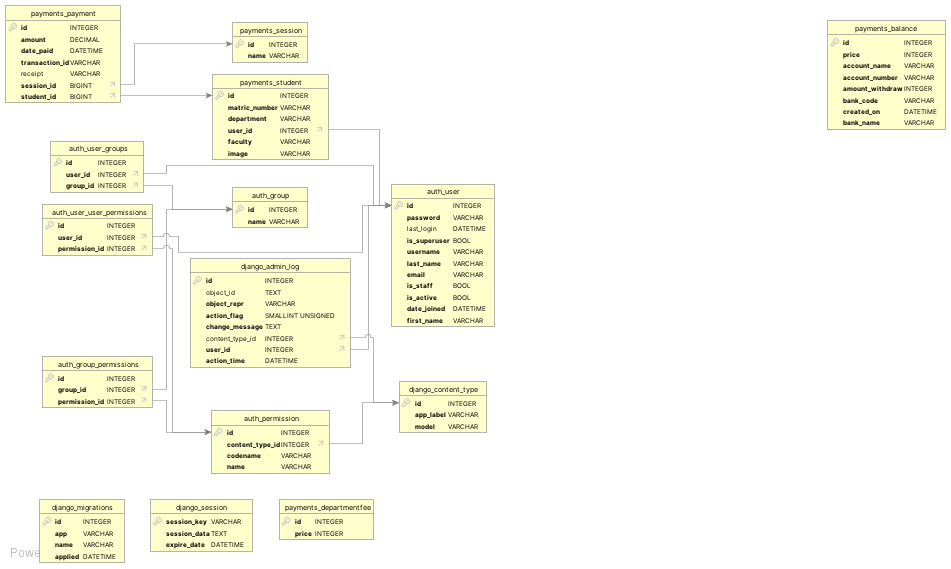 payments_payment
id INTEGER
amount DECIMAL
date_paid DATETIME
transaction_id VARCHAR
receipt VARCHAR
session_id BIGINT
student_id BIGINT
payments_session
id INTEGER
name VARCHAR
payments_balance
id INTEGER
price INTEGER
account_name VARCHAR
account_number VARCHAR
amount_withdraw INTEGER
bank_code VARCHAR
created_on DATETIME
bank_name VARCHAR
payments_student
id INTEGER
matric_number VARCHAR
department VARCHAR
user_id INTEGER
faculty VARCHAR
image VARCHAR
auth_user_groups
id INTEGER
user_id INTEGER
group_id INTEGER
auth_group
id INTEGER
name VARCHAR
auth_user
id INTEGER
password VARCHAR
last_login DATETIME
is_superuser BOOL
username VARCHAR
last_name VARCHAR
email VARCHAR
is_staff BOOL
is_active BOOL
date_joined DATETIME
first_name VARCHAR
auth_user_user_permissions
id INTEGER
user_id INTEGER
permission_id INTEGER
django_admin_log
id INTEGER
object_id TEXT
object_repr VARCHAR
action_flag SMALLINT UNSIGNED
change_message TEXT
content_type_id INTEGER
user_id INTEGER
action_time DATETIME
auth_group_permissions
id INTEGER
group_id INTEGER
permission_id INTEGER
django_content_type
id INTEGER
app_label VARCHAR
model VARCHAR
auth_permission
id INTEGER
content_type_id INTEGER
codename VARCHAR
name VARCHAR
django_migrations
id INTEGER
app VARCHAR
name VARCHAR
applied DATETIME
django_session
session_key VARCHAR
session_data TEXT
expire_date DATETIME
payments_departmentfee
id INTEGER
price INTEGER